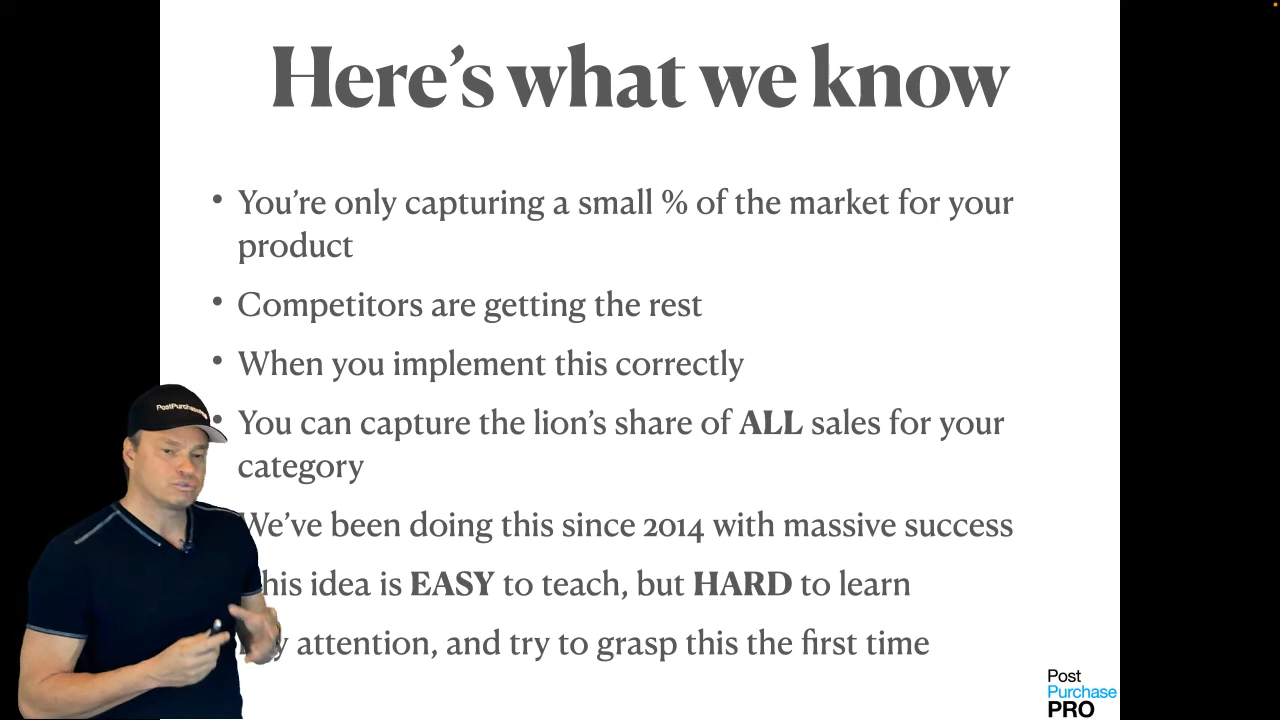 Here's what we know
• You're only capturing a small % of the market for your
product
• Competitors are getting the rest
• When you implement this correctly
• You can capture the lion's share of ALL sales for your
category
We've been doing this since 2014 with massive success
his idea is EASY to teach, but HARD to learn
attention, and try to grasp this the first time
Post
Purchase
PRO